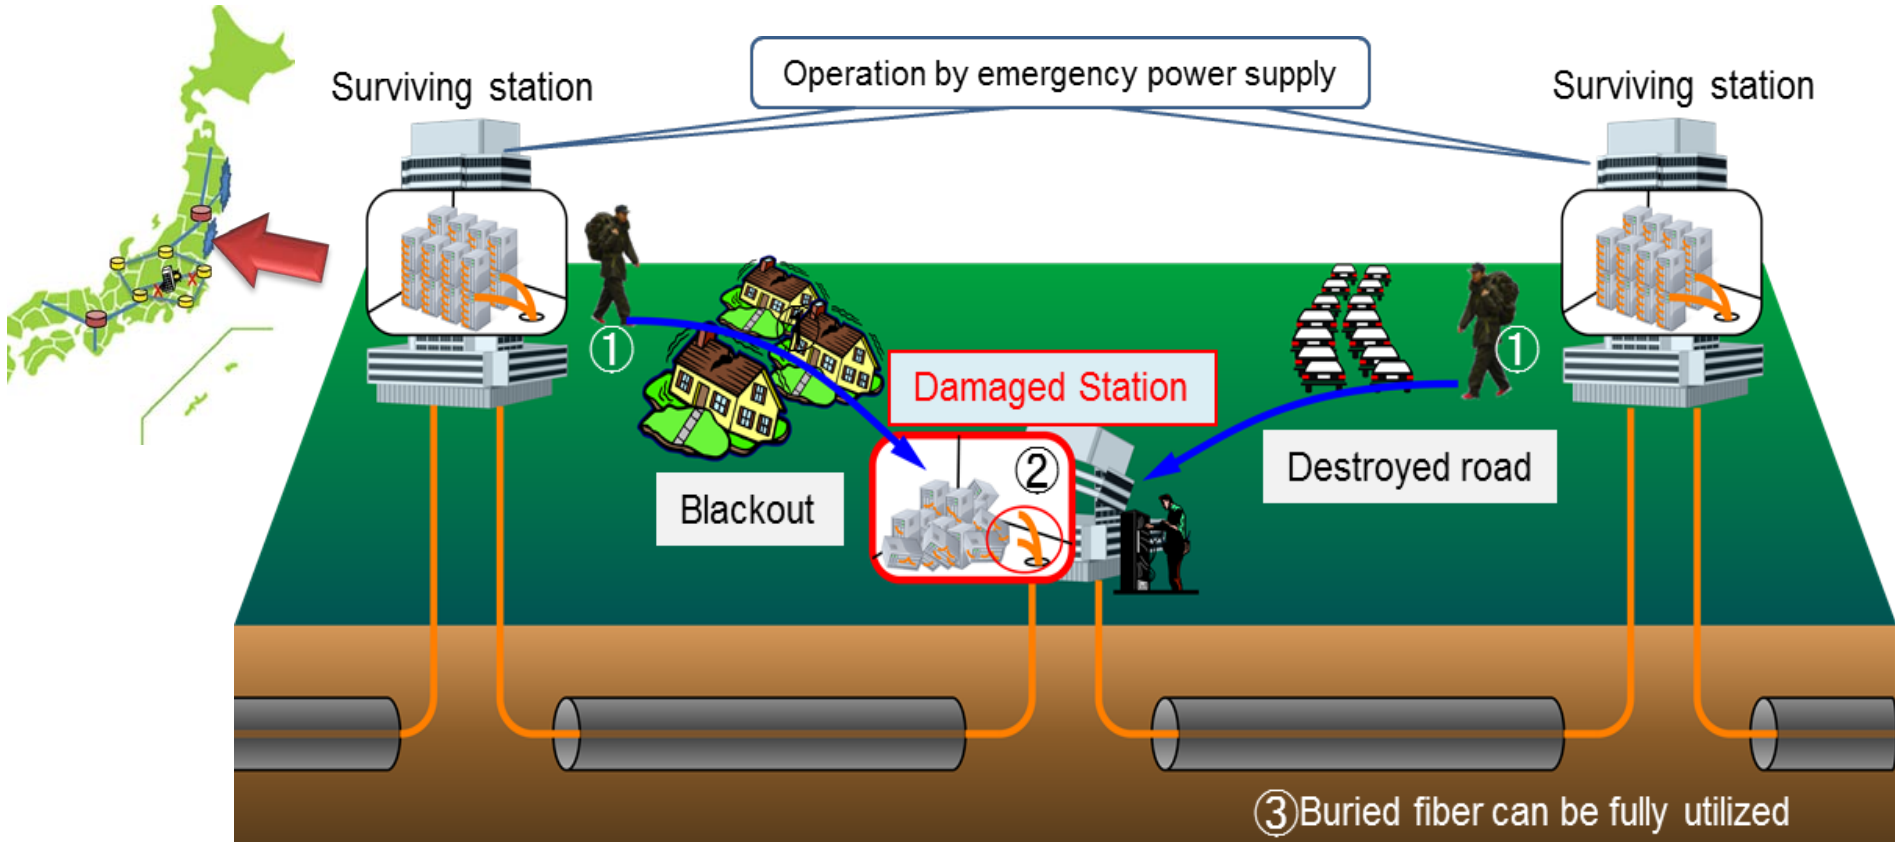 Operation by emergency power supply
Surviving station
Surviving station
①
①
Damaged Station
②
Destroyed road
Blackout
③Buried fiber can be fully utilized